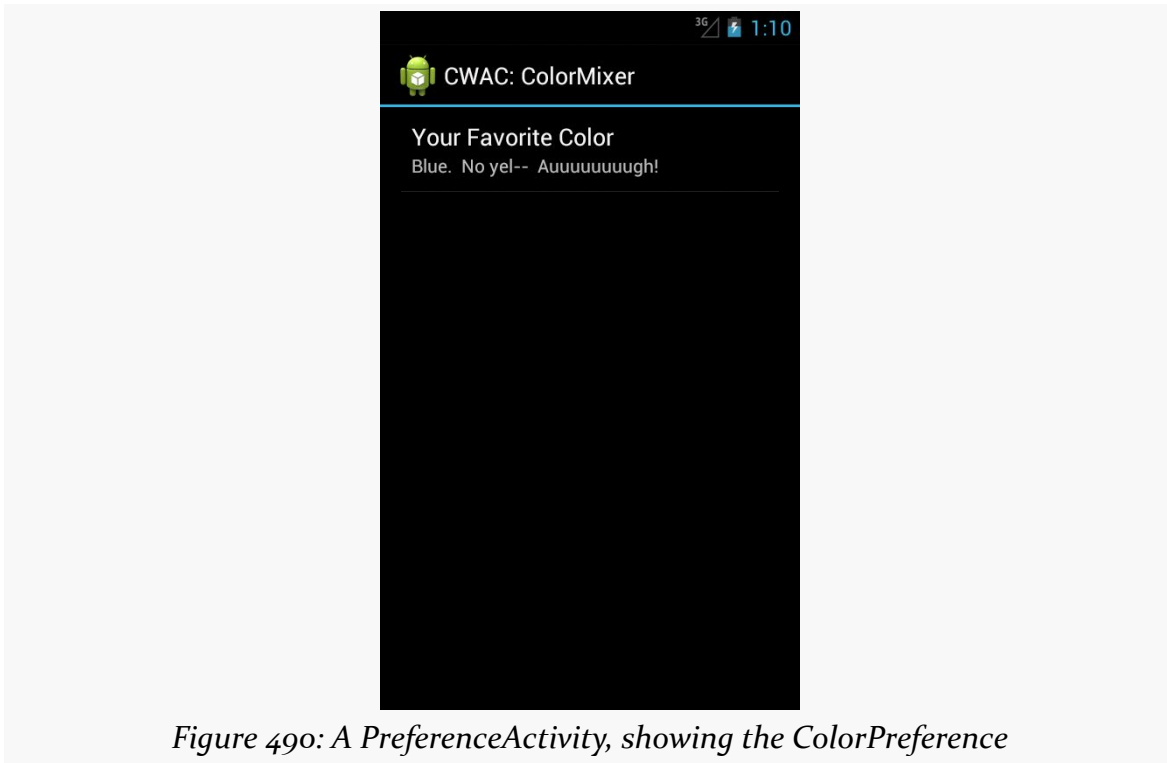 3G 1:10
CWAC: ColorMixer
Your Favorite Color
Blue.  No yel--  Auuuuuuuugh!
Figure 490: A PreferenceActivity, showing the ColorPreference